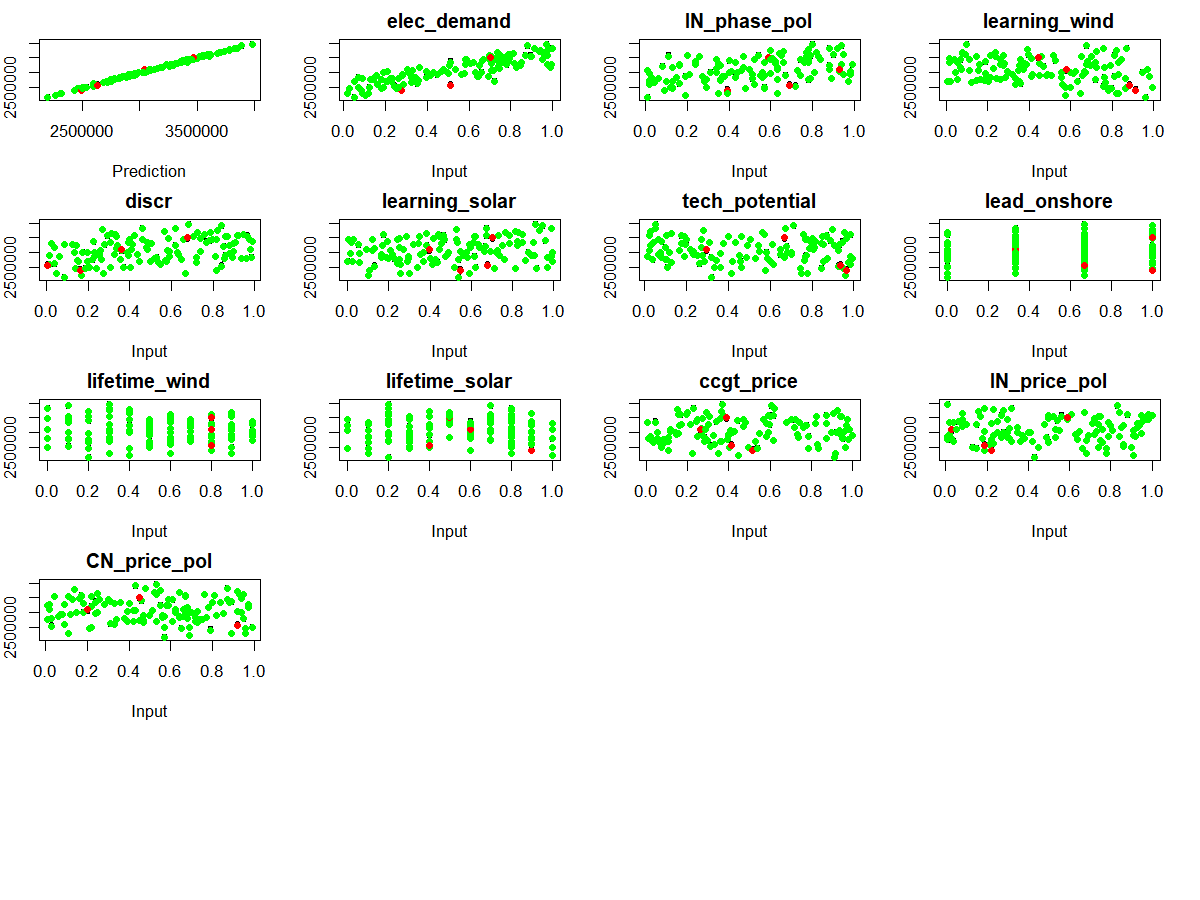 elec_demand IN_phase_pol learning_wind
2500000 2500000 2500000 2500000
2500000 3500000 0.0 0.2 0.4 0.6 0.8 1.0 0.0 0.2 0.4 0.6 0.8 1.0 0.0 0.2 0.4 0.6 0.8 1.0
Prediction Input Input Input
discr learning_solar tech_potential lead_onshore
2500000 2500000 2500000 2500000
0.0 0.2 0.4 0.6 0.8 1.0 0.0 0.2 0.4 0.6 0.8 1.0 0.0 0.2 0.4 0.6 0.8 1.0 0.0 0.2 0.4 0.6 0.8 1.0
Input Input Input Input
lifetime_wind lifetime_solar ccgt_price IN_price_pol
2500000 2500000 2500000 2500000
0.0 0.2 0.4 0.6 0.8 1.0 0.0 0.2 0.4 0.6 0.8 1.0 0.0 0.2 0.4 0.6 0.8 1.0 0.0 0.2 0.4 0.6 0.8 1.0
Input Input Input Input
CN_price_pol
2500000
0.0 0.2 0.4 0.6 0.8 1.0
Input